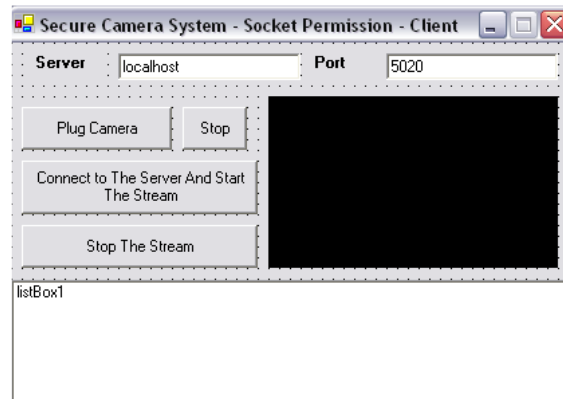 Secure Camera System - Socket Permission - Client
Server localhost Port 5020
Plug Camera Stop
Connect to The Server And Start
The Stream
Stop The Stream
listBox1